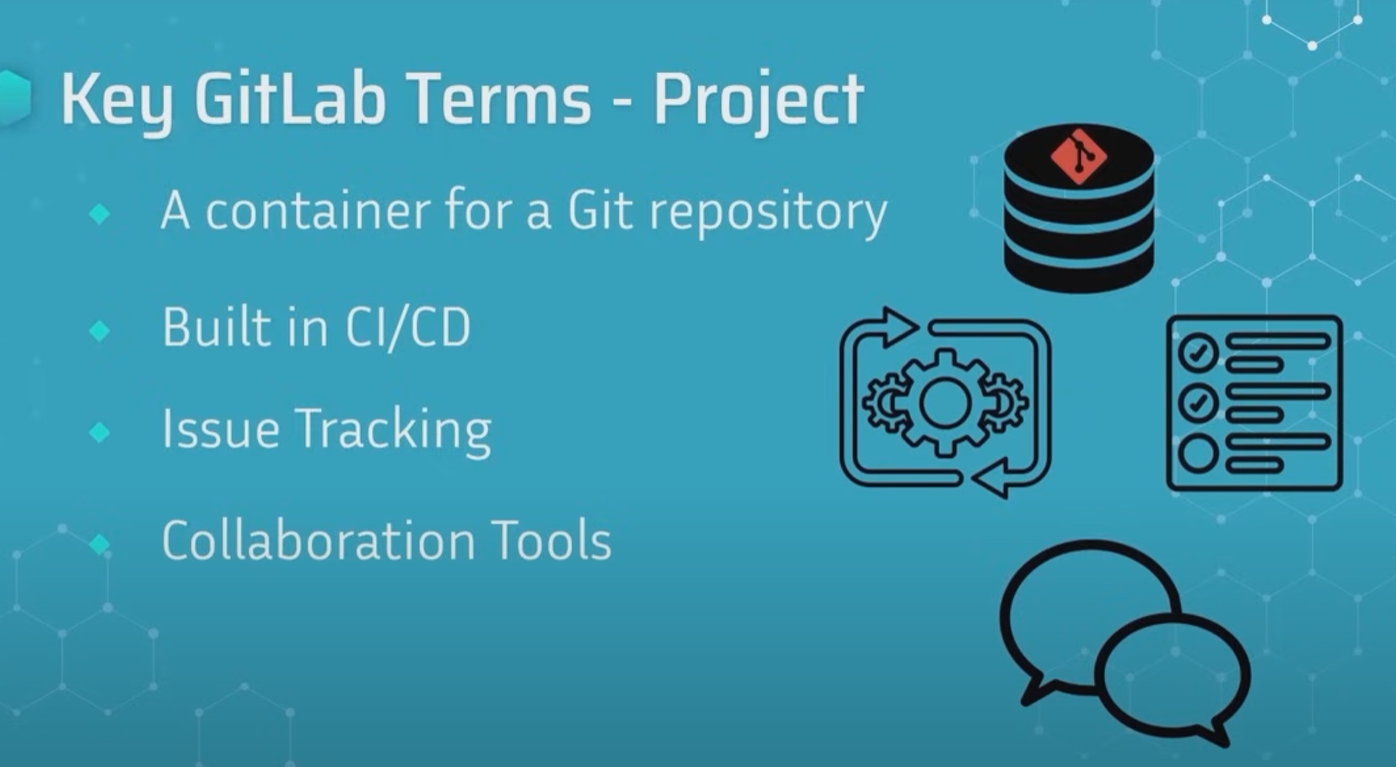 Key GitLab Terms - Project
A container for a Git repository
Built in CI/CD
Issue Tracking
Collaboration Tools